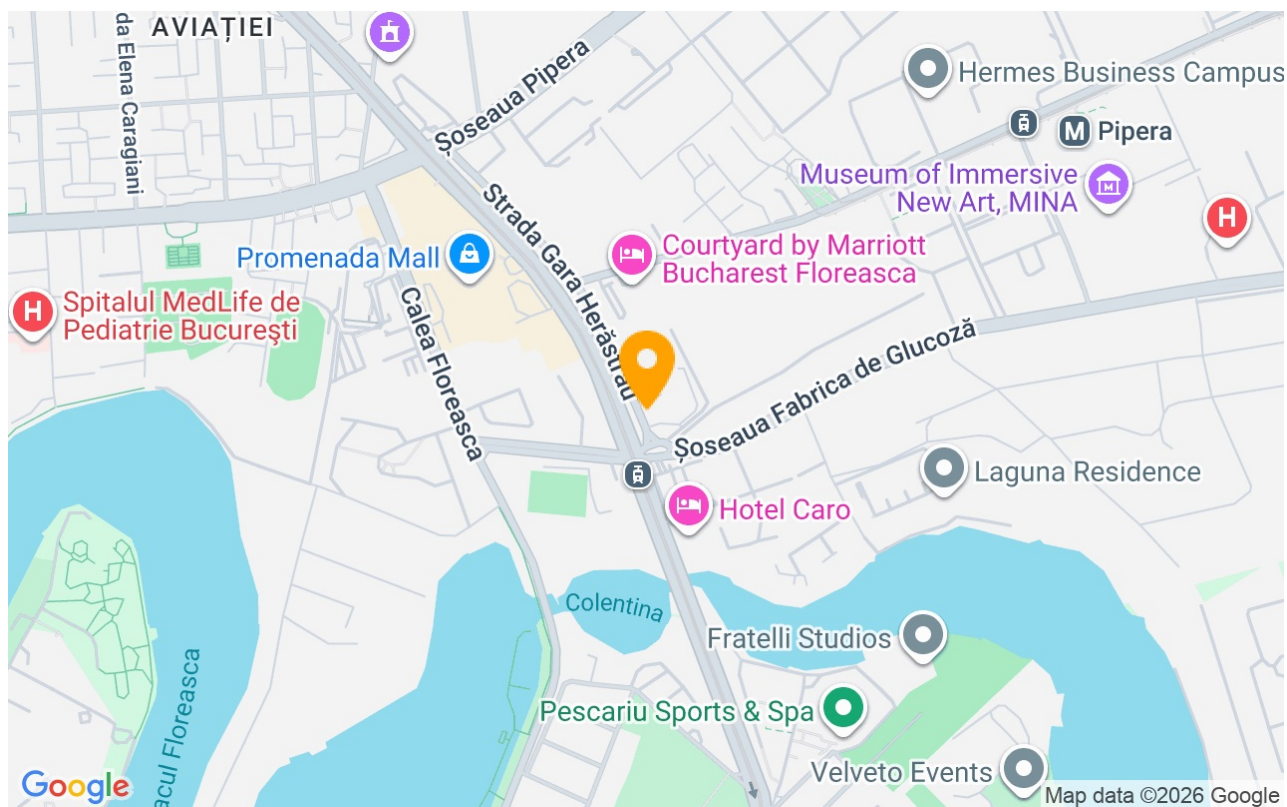 AVIAȚIEI
da Elena Caragiani
Șoseaua Pipera
Hermes Business Campus
M
Pipera
Museum of Immersive
New Art, MINA
H
Strada Gara Herăstrău
Promenada Mall
Courtyard by Marriott
Bucharest Floreasca
H
Spitalul MedLife de
Pediatrie București
Calea Floreasca
Șoseaua Fabrica de Glucoză
Laguna Residence
Hotel Caro
Colentina
Fratelli Studios
acul Floreasca
Pescariu Sports & Spa
Velveto Events
Google
Map data ©2026 Google